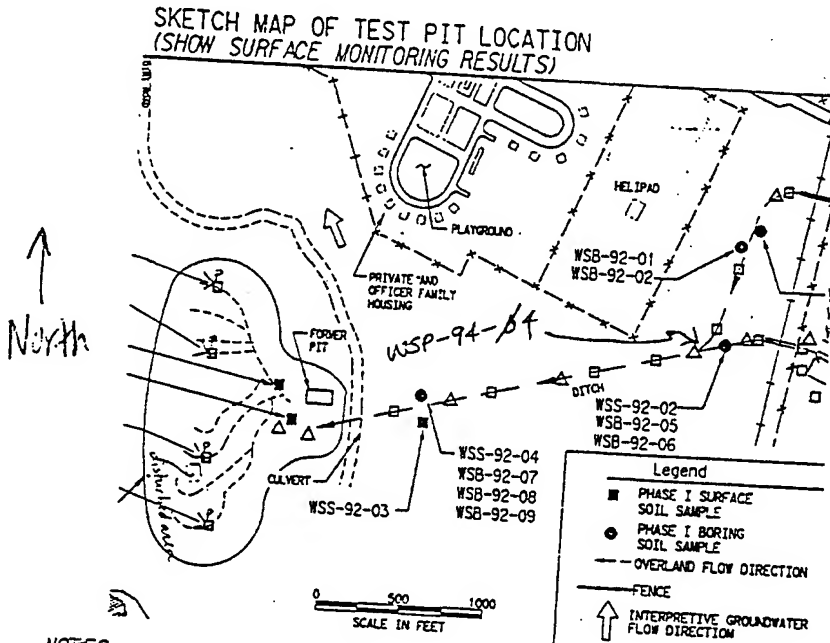 SKETCH MAP OF TEST PIT LOCATION
(SHOW SURFACE MONITORING RESULTS)
HELIPAD
PLAYGROUND
WSB-92-01
WSB-92-02
PRIVATE AND
OFFICER FAMILY
HOUSING
North
FORMER
PIT
WSP-94-04
DITCH
WSS-92-02
WSB-92-05
WSB-92-06
disturbed area
CULVERT
WSS-92-03
WSS-92-04
WSB-92-07
WSB-92-08
WSB-92-09
Legend
PHASE I SURFACE
SOIL SAMPLE
PHASE I BORING
SOIL SAMPLE
OVERLAND FLOW DIRECTION
FENCE
INTERPRETIVE GROUNDWATER
FLOW DIRECTION
0 500 1000
SCALE IN FEET